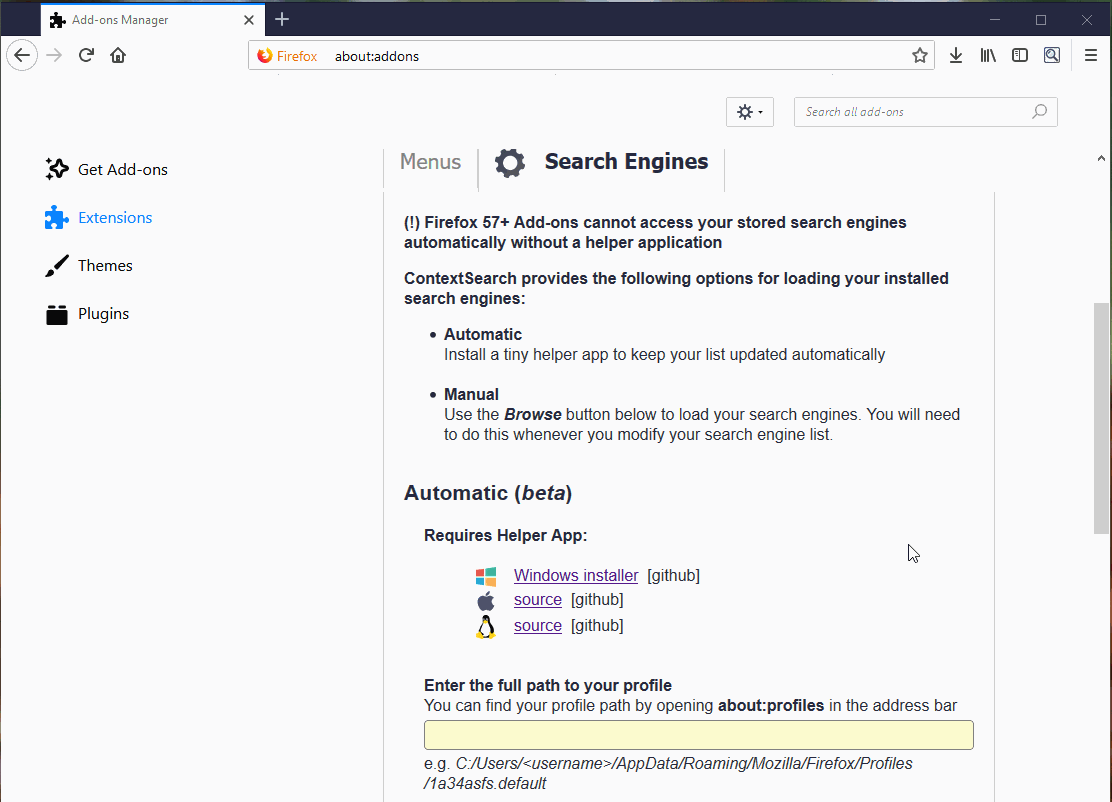 Add-ons Manager
Firefox about:addons
Search all add-ons
Get Add-ons
Extensions
Themes
Plugins
Menus
Search Engines
(!) Firefox 57+ Add-ons cannot access your stored search engines
automatically without a helper application
ContextSearch provides the following options for loading your installed
search engines:
• Automatic
Install a tiny helper app to keep your list updated automatically
• Manual
Use the Browse button below to load your search engines. You will need
to do this whenever you modify your search engine list.
Automatic (beta)
Requires Helper App:
Windows installer [github]
source [github]
source [github]
Enter the full path to your profile
You can find your profile path by opening about:profiles in the address bar
e.g. C:/Users/<username>/AppData/Roaming/Mozilla/Firefox/Profiles
/1a34asfs.default